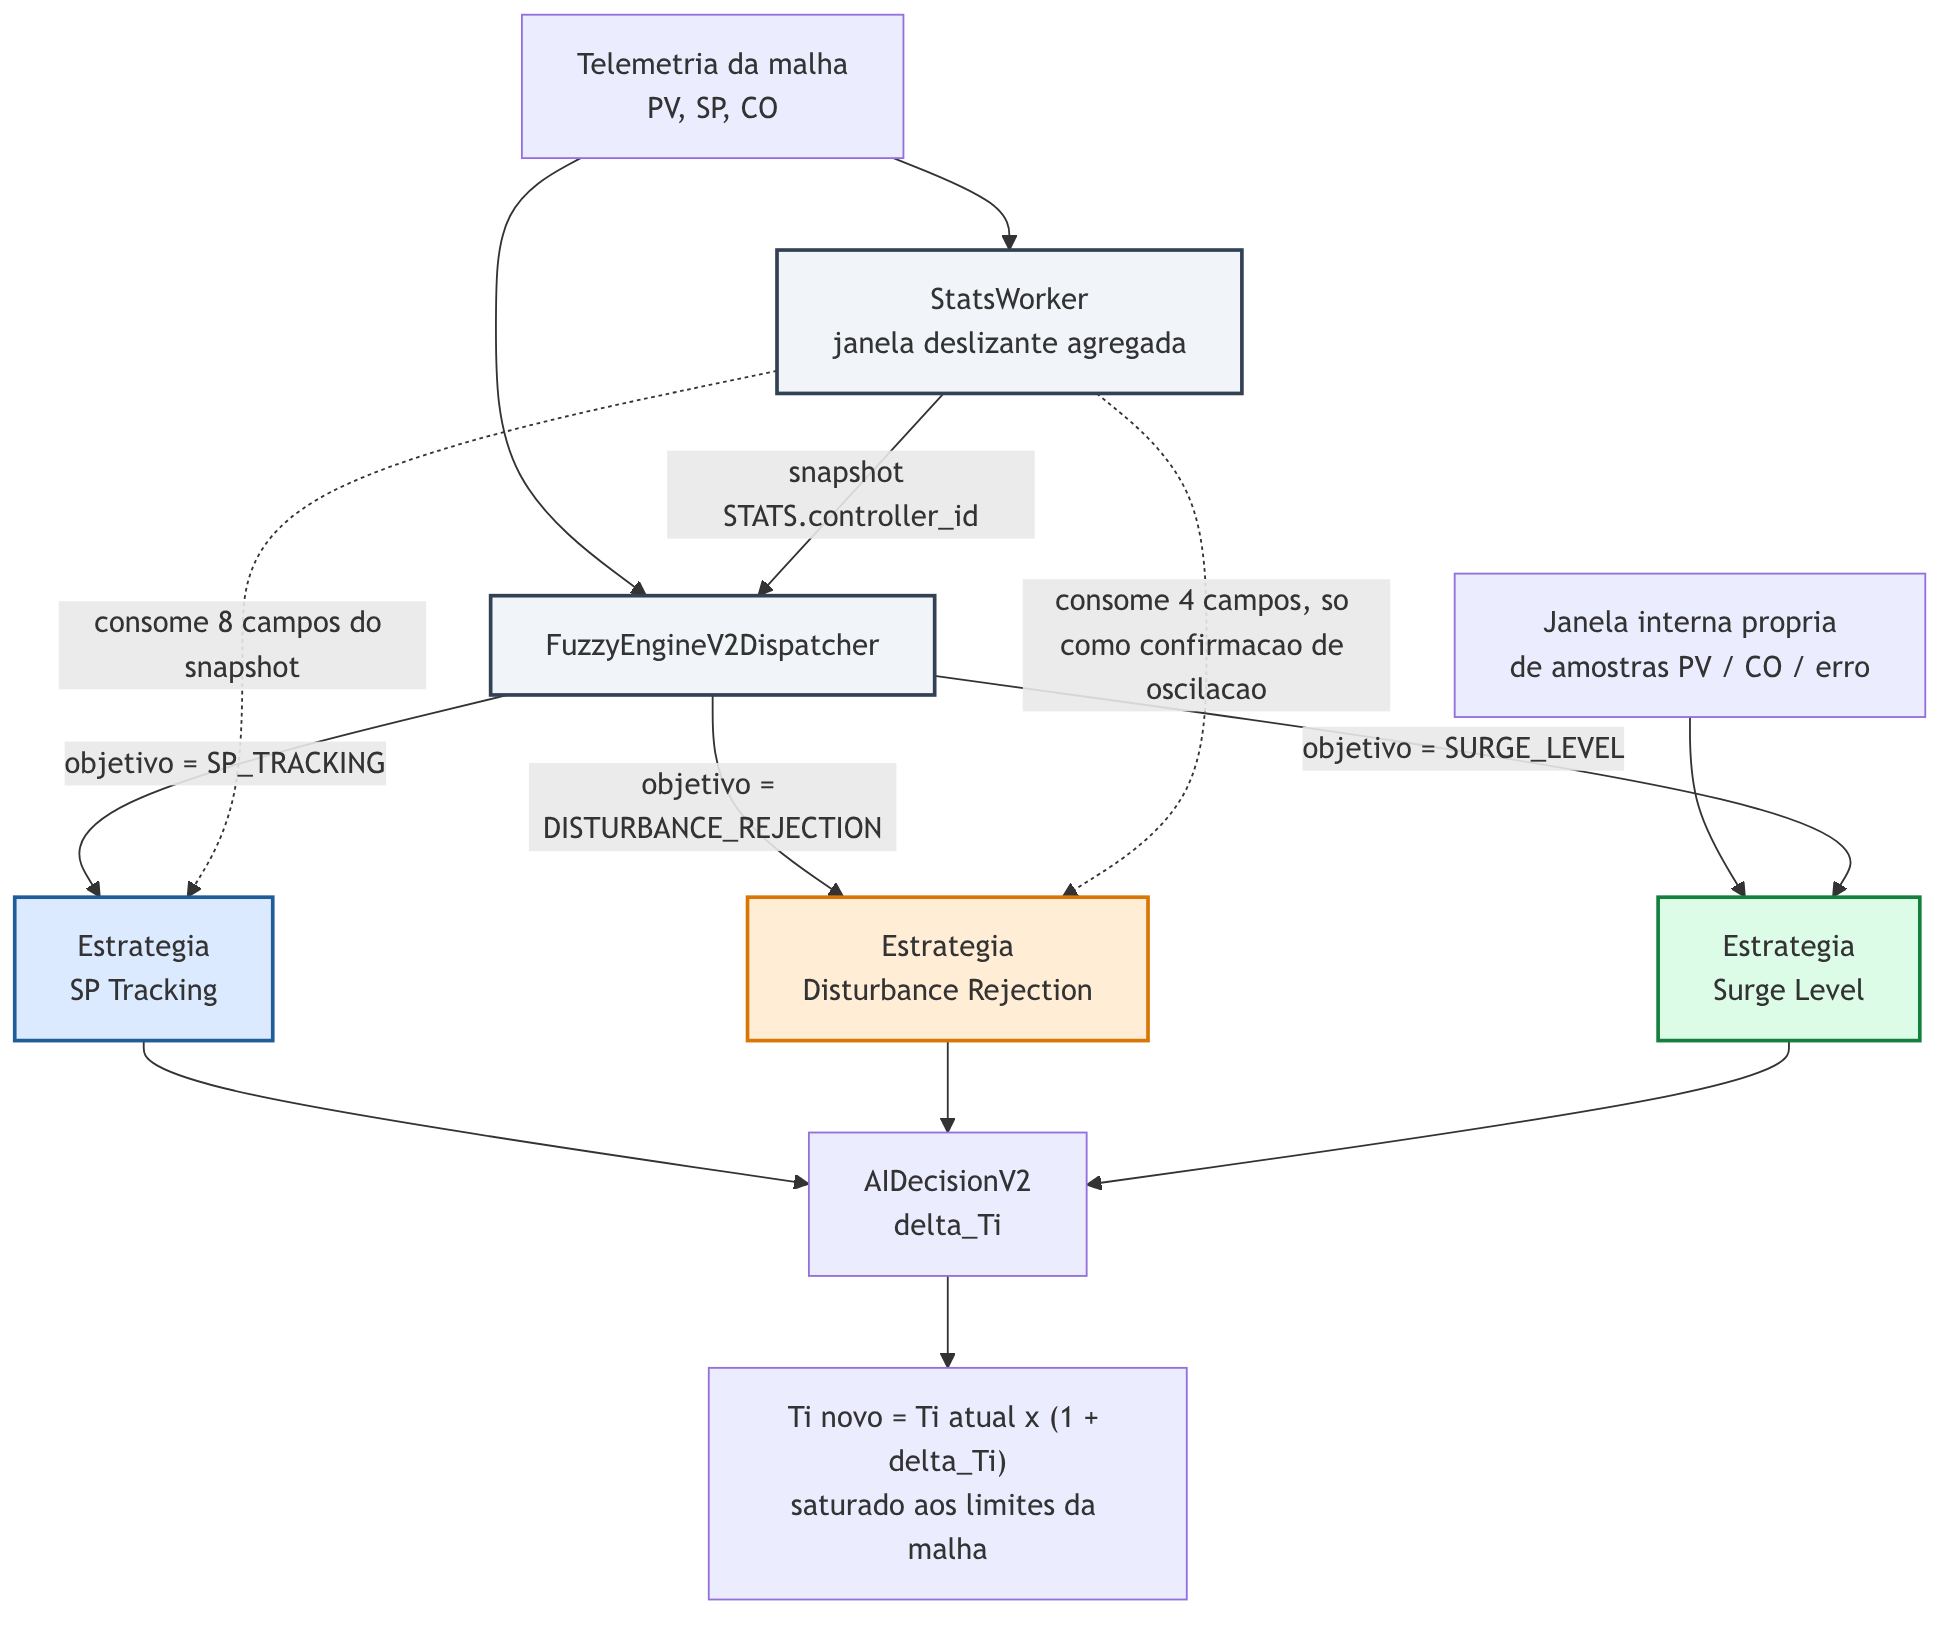 Telemetria da malha
PV, SP, CO
StatsWorker
janela deslizante agregada
snapshot
STATS.controller_id
consome 8 campos do
snapshot
FuzzyEngineV2Dispatcher
consome 4 campos, so
como confirmacao de
oscilacao
Janela interna propria
de amostras PV / CO / erro
objetivo = SP_TRACKING
objetivo =
DISTURBANCE_REJECTION
objetivo = SURGE_LEVEL
Estrategia
SP Tracking
Estrategia
Disturbance Rejection
Estrategia
Surge Level
AIDecisionV2
delta_Ti
Ti novo = Ti atual x (1 +
delta_Ti)
saturado aos limites da
malha